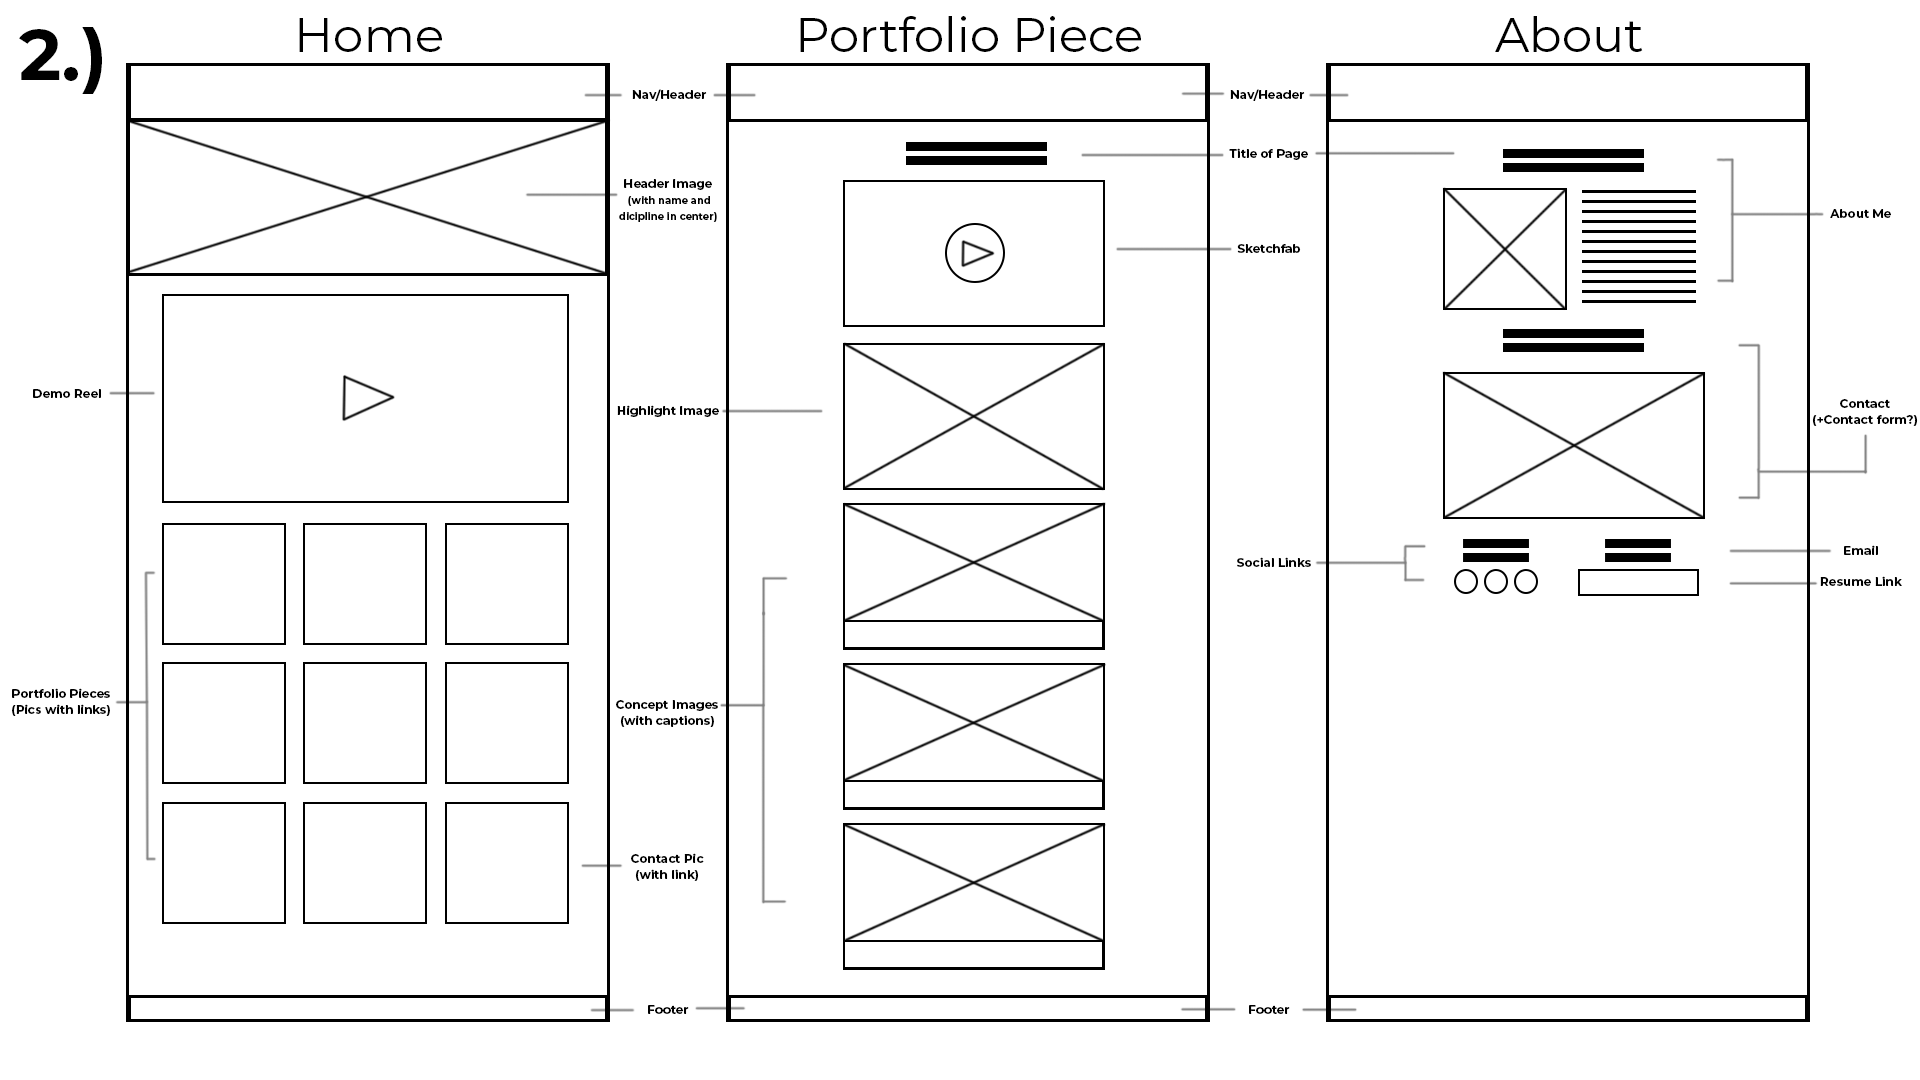 2.)
Home
Portfolio Piece
About
Nav/Header
Nav/Header
Title of Page
Header Image
(with name and
dicipline in center)
About Me
Sketchfab
Demo Reel
Highlight Image
Contact
(+Contact form?)
Social Links
Email
Resume Link
Portfolio Pieces
(Pics with links)
Concept Images
(with captions)
Contact Pic
(with link)
Footer
Footer